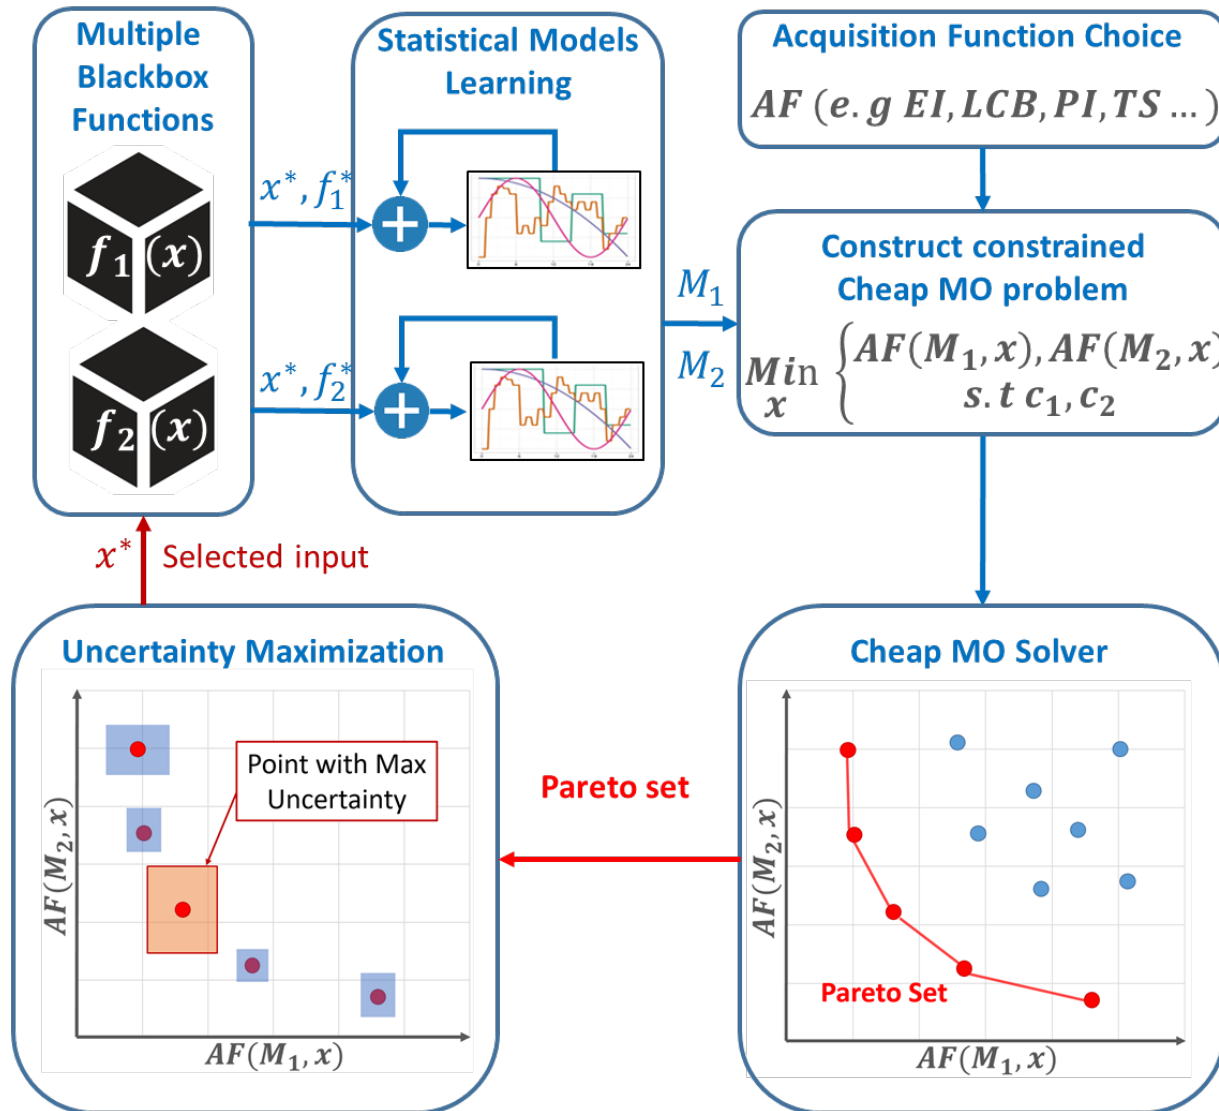 Multiple
Blackbox
Functions
f₁(x)
f₂(x)
x*, f₁*
x*, f₂*
Statistical Models
Learning
M₁
M₂
Acquisition Function Choice
AF (e.g EI, LCB, PI, TS ...)
Construct constrained
Cheap MO problem
Min { AF(M₁, x), AF(M₂, x)
x s.t c₁, c₂
x* Selected input
Uncertainty Maximization
Point with Max
Uncertainty
AF(M₂, x)
AF(M₁, x)
Pareto set
Cheap MO Solver
AF(M₂, x)
Pareto Set
AF(M₁, x)